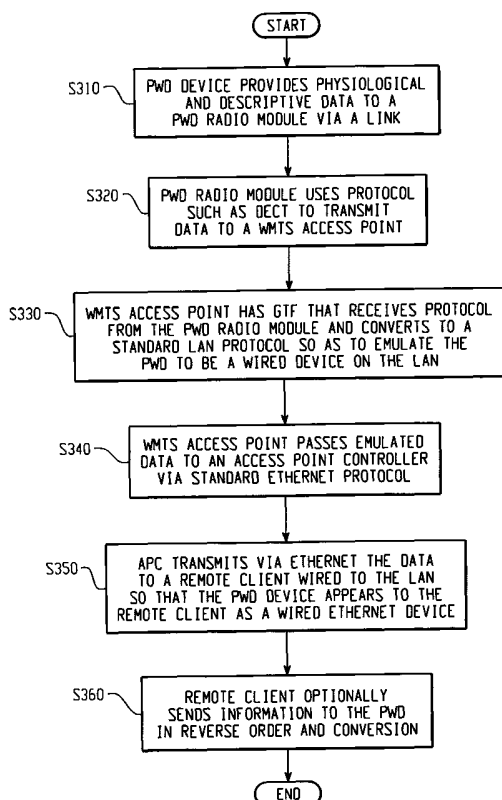 START
S310
PWD DEVICE PROVIDES PHYSIOLOGICAL
AND DESCRIPTIVE DATA TO A
PWD RADIO MODULE VIA A LINK
S320
PWD RADIO MODULE USES PROTOCOL
SUCH AS DECT TO TRANSMIT
DATA TO A WMTS ACCESS POINT
S330
WMTS ACCESS POINT HAS GTF THAT RECEIVES PROTOCOL
FROM THE PWD RADIO MODULE AND CONVERTS TO A
STANDARD LAN PROTOCOL SO AS TO EMULATE THE
PWD TO BE A WIRED DEVICE ON THE LAN
S340
WMTS ACCESS POINT PASSES EMULATED
DATA TO AN ACCESS POINT CONTROLLER
VIA STANDARD ETHERNET PROTOCOL
S350
APC TRANSMITS VIA ETHERNET THE DATA
TO A REMOTE CLIENT WIRED TO THE LAN
SO THAT THE PWD DEVICE APPEARS TO THE
REMOTE CLIENT AS A WIRED ETHERNET DEVICE
S360
REMOTE CLIENT OPTIONALLY
SENDS INFORMATION TO THE PWD
IN REVERSE ORDER AND CONVERSION
END